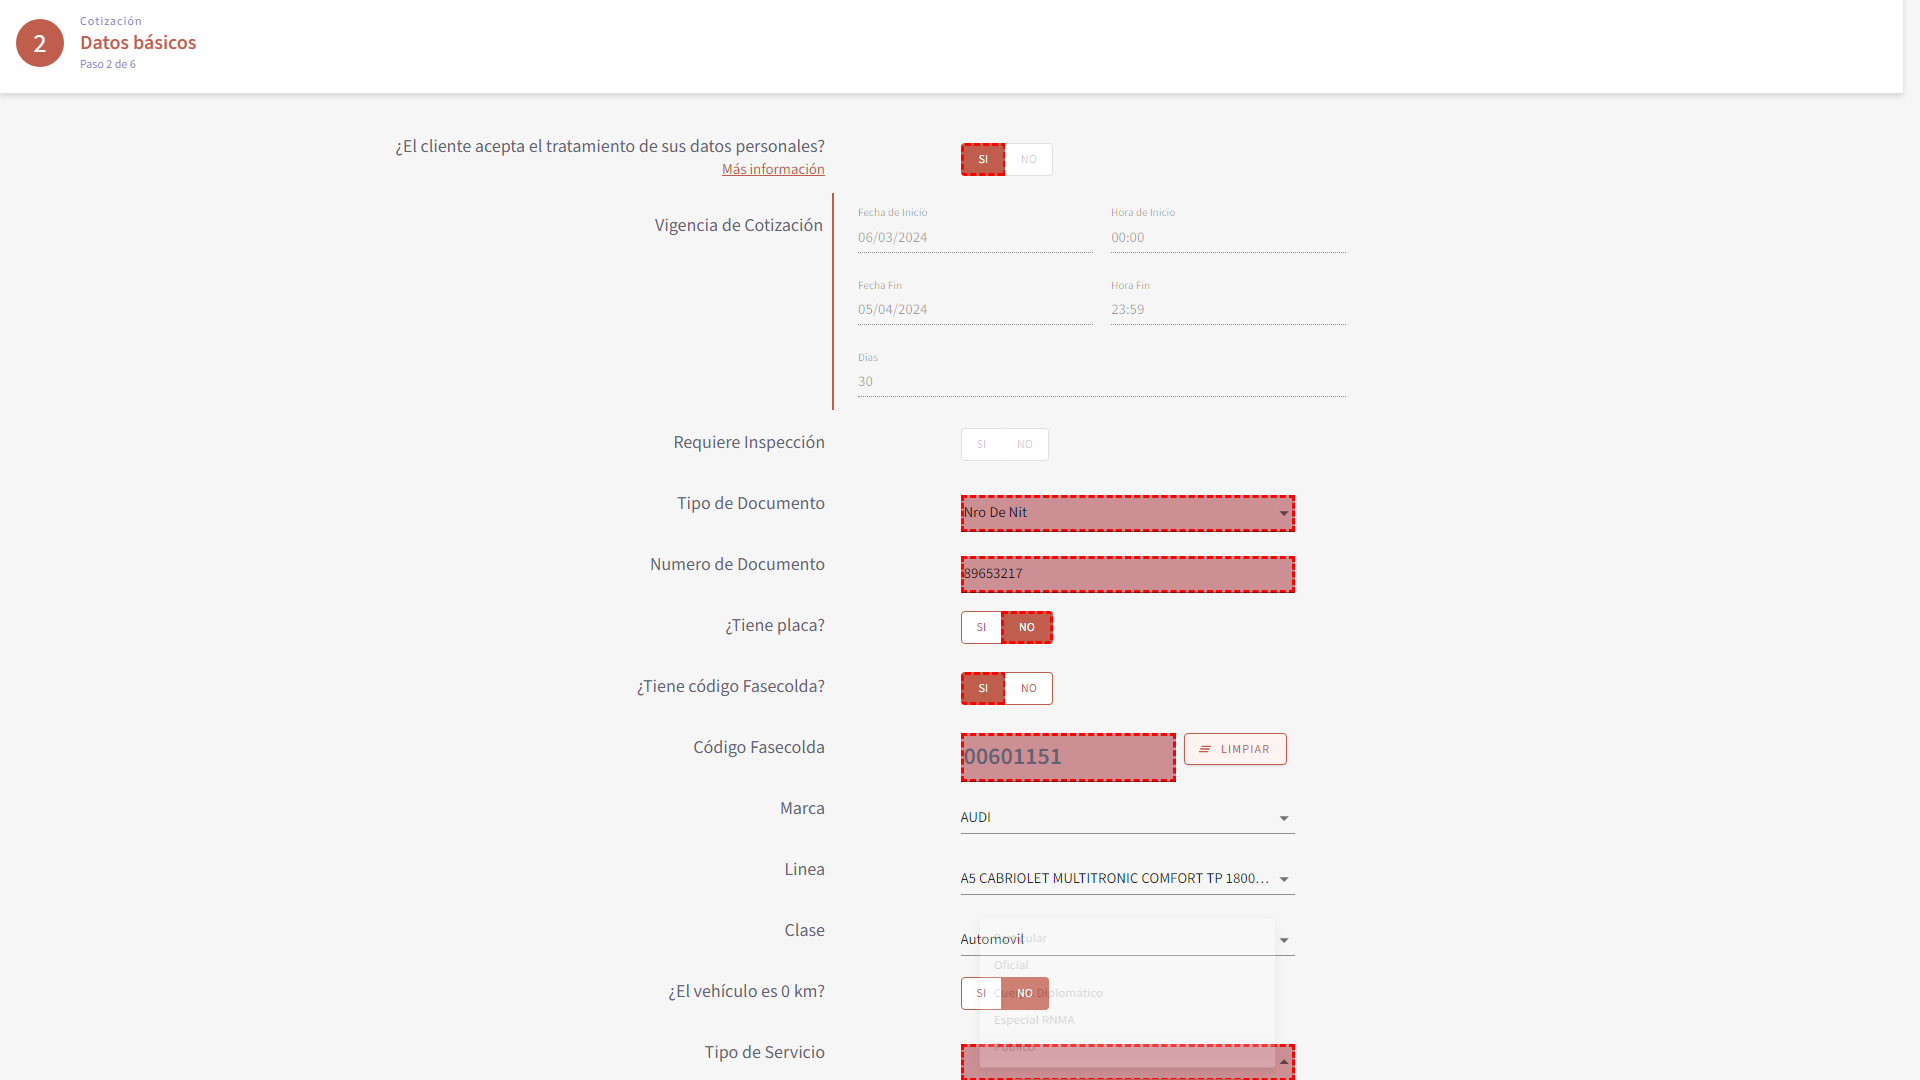 2
Cotización
Datos básicos
Paso 2 de 6
¿El cliente acepta el tratamiento de sus datos personales?
Más información
SI NO
Vigencia de Cotización
Fecha de Inicio
06/03/2024
Hora de Inicio
00:00
Fecha Fin
05/04/2024
Hora Fin
23:59
Días
30
Requiere Inspección
SI NO
Tipo de Documento
Nro De Nit
Numero de Documento
89653217
¿Tiene placa?
SI NO
¿Tiene código Fasecolda?
SI NO
Código Fasecolda
00601151
LIMPIAR
Marca
AUDI
Linea
A5 CABRIOLET MULTITRONIC COMFORT TP 1800...
Clase
Automovil
Particular
Oficial
¿El vehículo es 0 km?
SI NO
Cuerpo Diplomático
Especial RNMA
Tipo de Servicio
Público